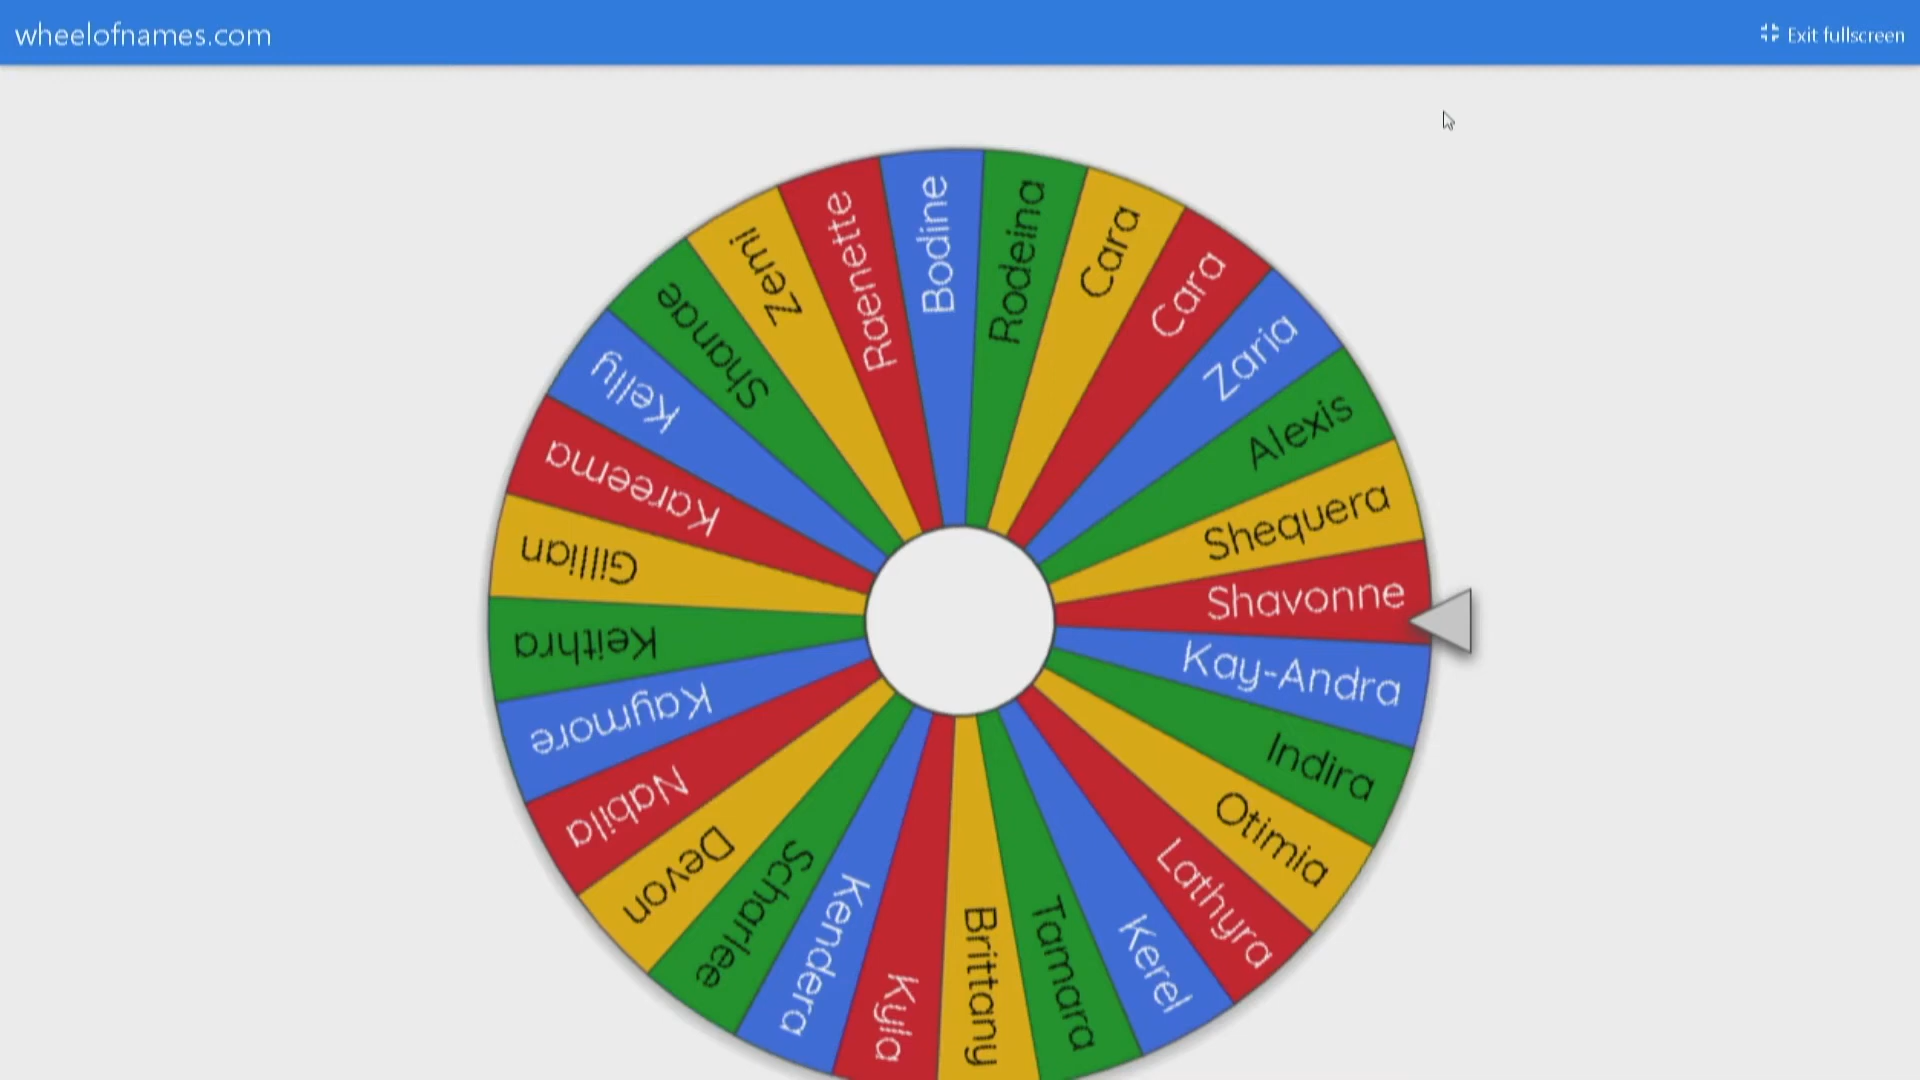 wheelofnames.com
Exit fullscreen
Bodine
Rodeina
Cara
Cara
Zaria
Alexis
Shequera
Shavonne
Kay-Andra
Indira
Otimia
Lathyra
Kerel
Tamara
Brittany
Kyila
Kendera
Scharlee
Devon
Nabila
Kaymore
Keithra
Gillian
Kareema
Kelly
Shanae
Zemi
Raenette